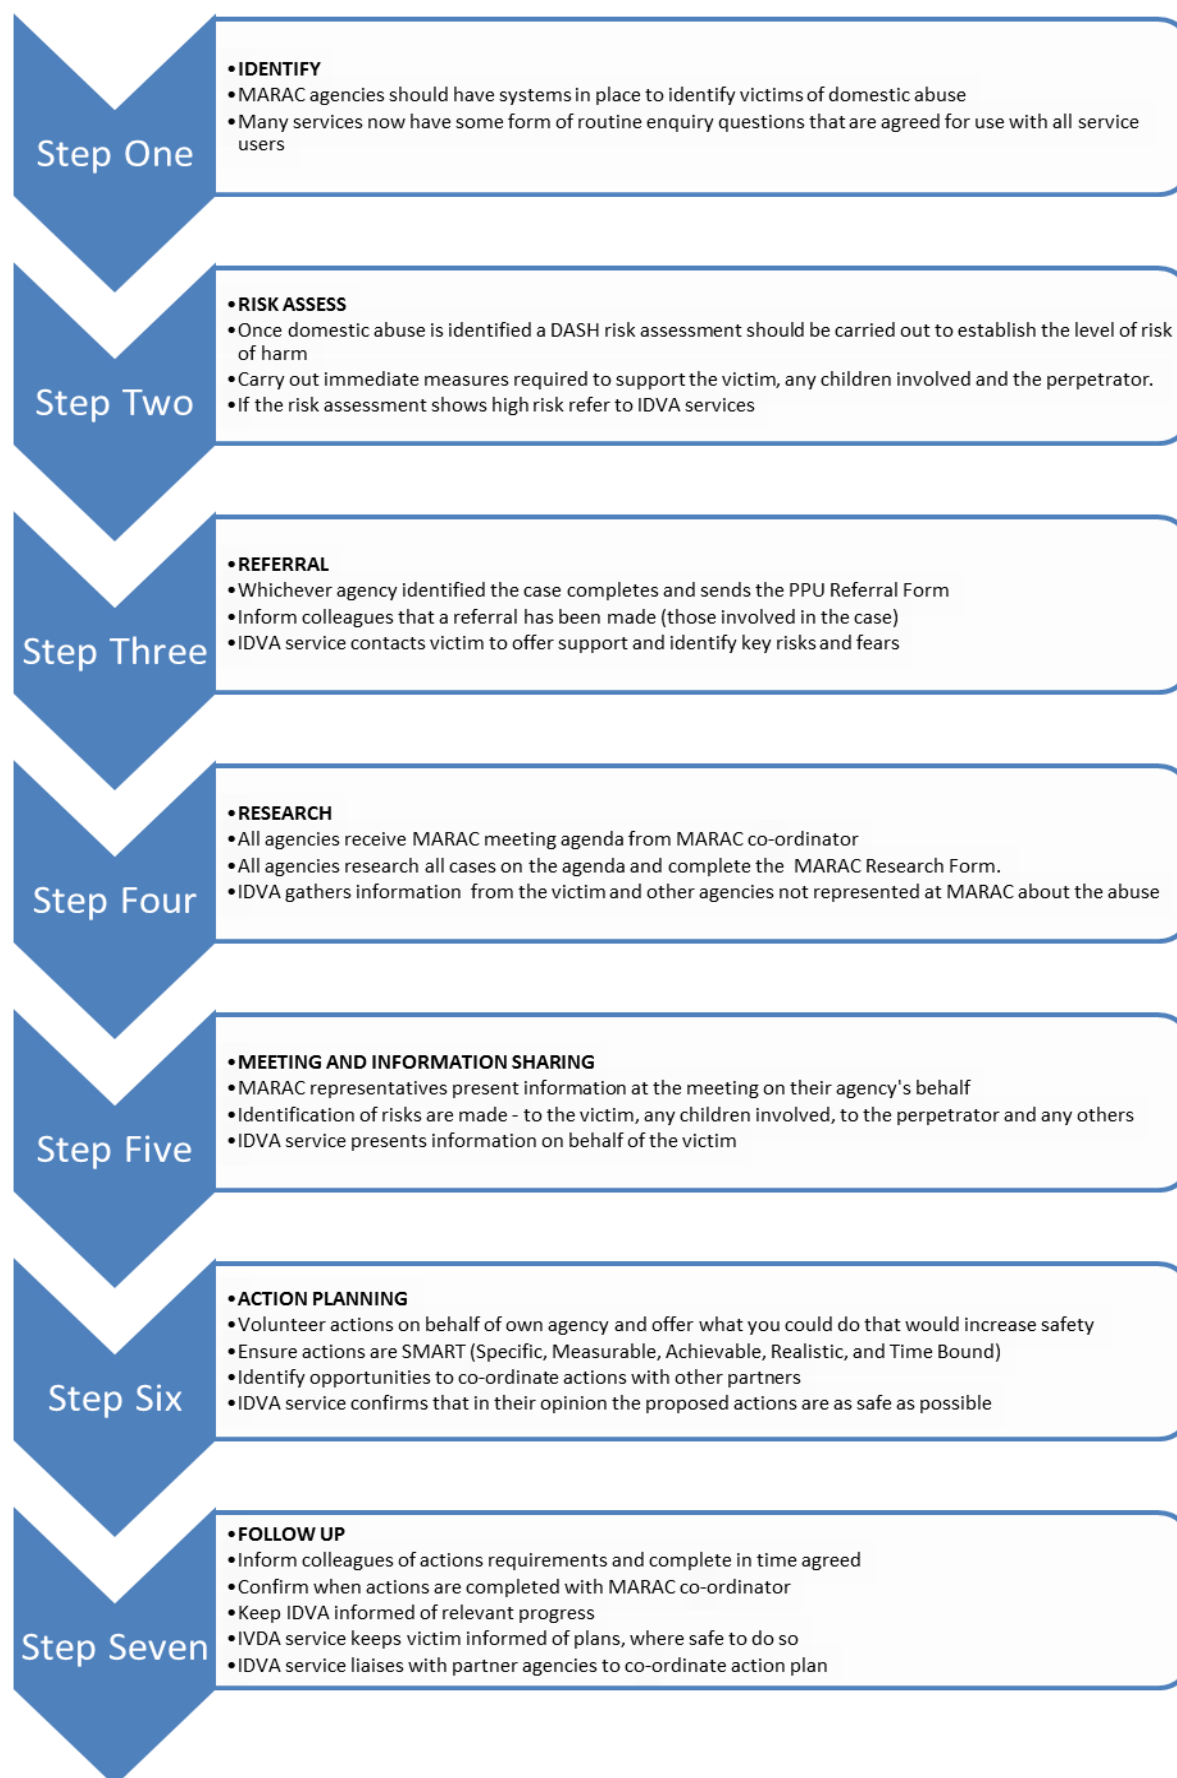 Step One
•IDENTIFY
•MARAC agencies should have systems in place to identify victims of domestic abuse
•Many services now have some form of routine enquiry questions that are agreed for use with all service
users
Step Two
•RISK ASSESS
•Once domestic abuse is identified a DASH risk assessment should be carried out to establish the level of risk
of harm
•Carry out immediate measures required to support the victim, any children involved and the perpetrator.
•If the risk assessment shows high risk refer to IDVA services
Step Three
•REFERRAL
•Whichever agency identified the case completes and sends the PPU Referral Form
•Inform colleagues that a referral has been made (those involved in the case)
•IDVA service contacts victim to offer support and identify key risks and fears
Step Four
•RESEARCH
•All agencies receive MARAC meeting agenda from MARAC co-ordinator
•All agencies research all cases on the agenda and complete the  MARAC Research Form.
•IDVA gathers information  from the victim and other agencies not represented at MARAC about the abuse
Step Five
•MEETING AND INFORMATION SHARING
•MARAC representatives present information at the meeting on their agency's behalf
•Identification of risks are made - to the victim, any children involved, to the perpetrator and any others
•IDVA service presents information on behalf of the victim
Step Six
•ACTION PLANNING
•Volunteer actions on behalf of own agency and offer what you could do that would increase safety
•Ensure actions are SMART (Specific, Measurable, Achievable, Realistic, and Time Bound)
•Identify opportunities to co-ordinate actions with other partners
•IDVA service confirms that in their opinion the proposed actions are as safe as possible
Step Seven
•FOLLOW UP
•Inform colleagues of actions requirements and complete in time agreed
•Confirm when actions are completed with MARAC co-ordinator
•Keep IDVA informed of relevant progress
•IVDA service keeps victim informed of plans, where safe to do so
•IDVA service liaises with partner agencies to co-ordinate action plan